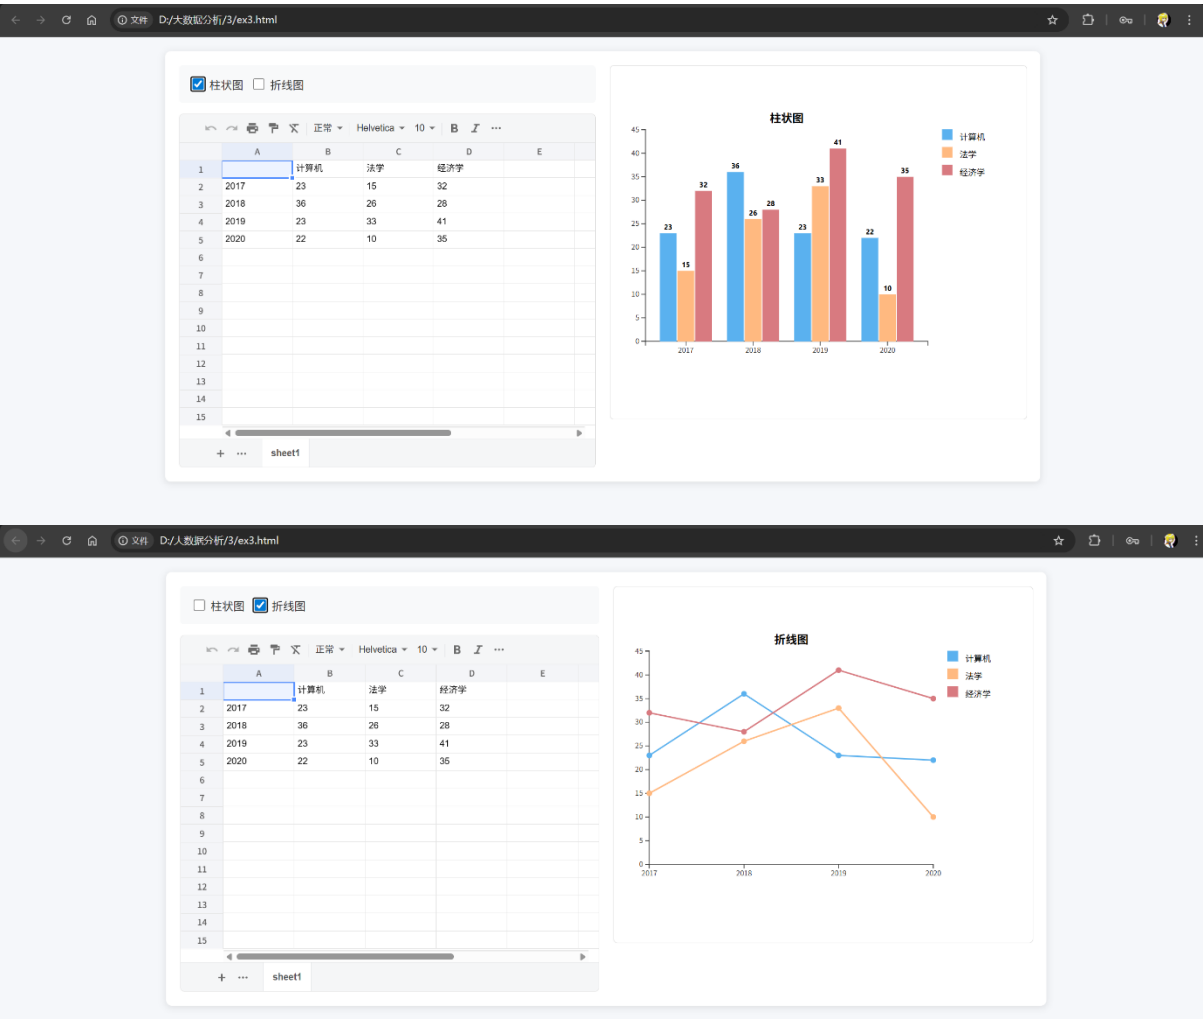 文件 D:/大数据分析/3/ex3.html
柱状图 折线图
正常 Helvetica 10 B I ...
A B C D E
1 计算机 法学 经济学
2 2017 23 15 32
3 2018 36 26 28
4 2019 23 33 41
5 2020 22 10 35
6
7
8
9
10
11
12
13
14
15
+ ... sheet1
柱状图
45
40
35
30
25
20
15
10
5
0
23 15 32
36 26 28
23 33 41
22 10 35
2017 2018 2019 2020
计算机
法学
经济学
文件 D:/大数据分析/3/ex3.html
柱状图 折线图
正常 Helvetica 10 B I ...
A B C D E
1 计算机 法学 经济学
2 2017 23 15 32
3 2018 36 26 28
4 2019 23 33 41
5 2020 22 10 35
6
7
8
9
10
11
12
13
14
15
+ ... sheet1
折线图
45
40
35
30
25
20
15
10
5
0
2017 2018 2019 2020
计算机
法学
经济学